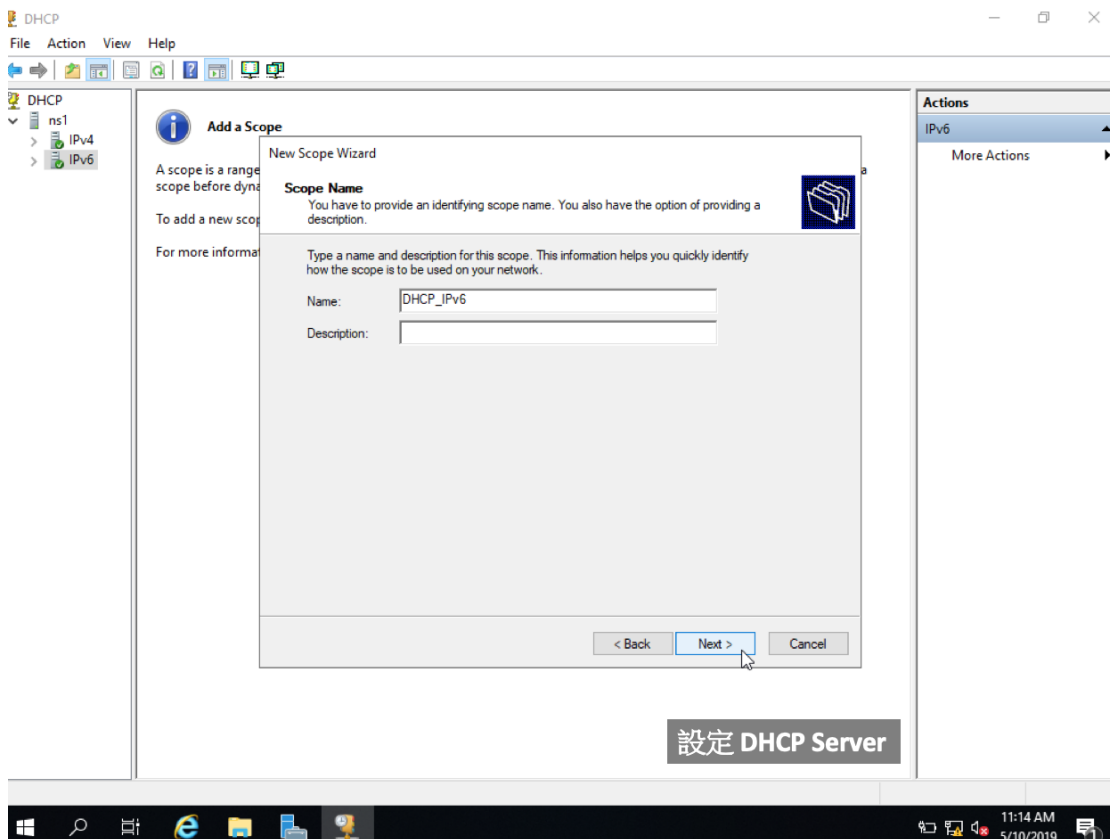 DHCP
File Action View Help
DHCP
ns1
IPv4
IPv6
Add a Scope
A scope is a range
a
scope before dyna
To add a new scop
For more informat
New Scope Wizard
Scope Name
You have to provide an identifying scope name. You also have the option of providing a
description.
Type a name and description for this scope. This information helps you quickly identify
how the scope is to be used on your network.
Name:
DHCP_IPv6
Description:
< Back
Next >
Cancel
Actions
IPv6
More Actions
設定 DHCP Server
11:14 AM
5/10/2019
1